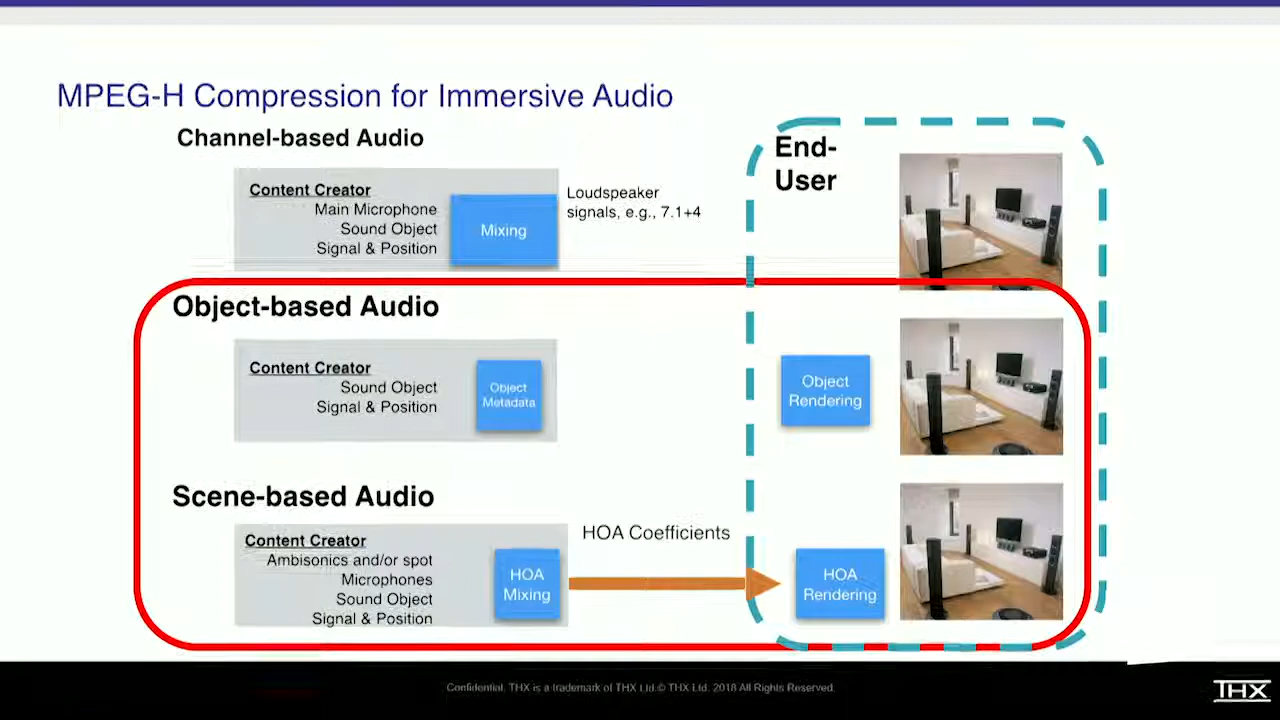 MPEG-H Compression for Immersive Audio
Channel-based Audio
Content Creator
Main Microphone
Sound Object
Signal & Position
Mixing
Loudspeaker
signals, e.g., 7.1+4
End-
User
Object-based Audio
Content Creator
Sound Object
Signal & Position
Object
Metadata
Object
Rendering
Scene-based Audio
Content Creator
Ambisonics and/or spot
Microphones
Sound Object
Signal & Position
HOA
Mixing
HOA Coefficients
HOA
Rendering
Confidential. THX is a trademark of THX Ltd.© THX Ltd. 2018 All Rights Reserved.
THX